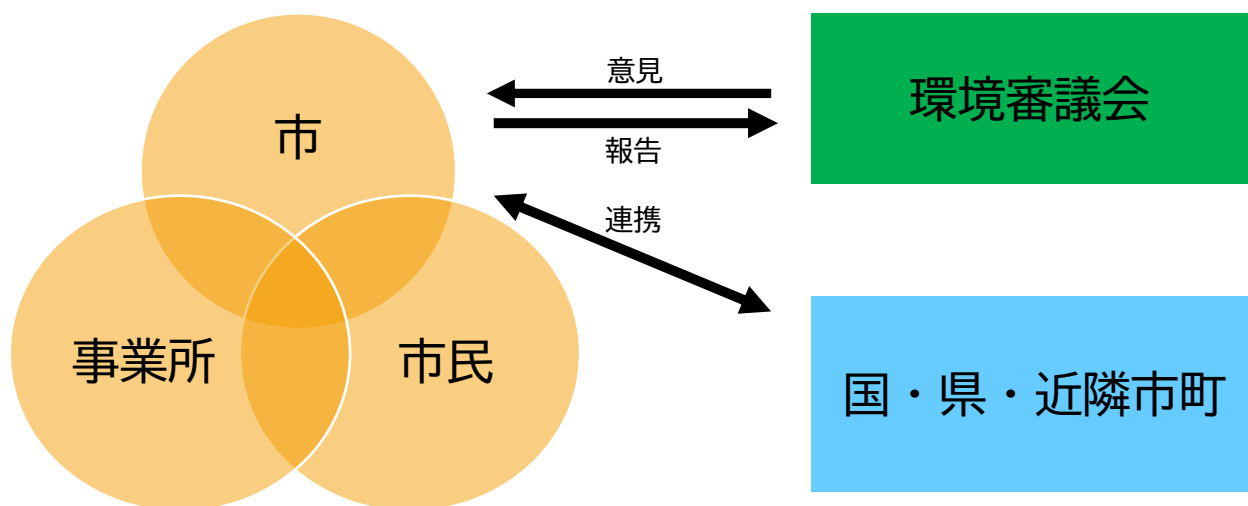 意見
環境審議会
市
報告
連携
事業所
市民
国・県・近隣市町